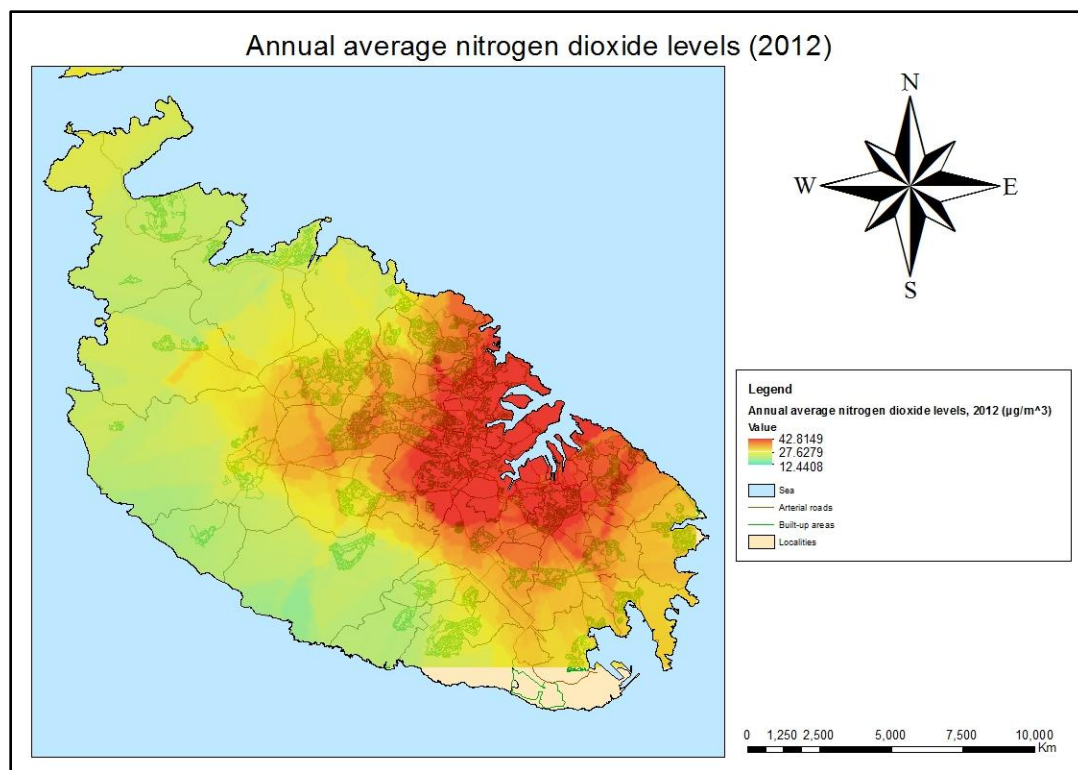 Annual average nitrogen dioxide levels (2012)
N
W
E
S
Legend
Annual average nitrogen dioxide levels, 2012 (µg/m^3)
Value
42.8149
27.6279
12.4408
Sea
Arterial roads
Built-up areas
Localities
0 1,250 2,500 5,000 7,500 10,000
Km